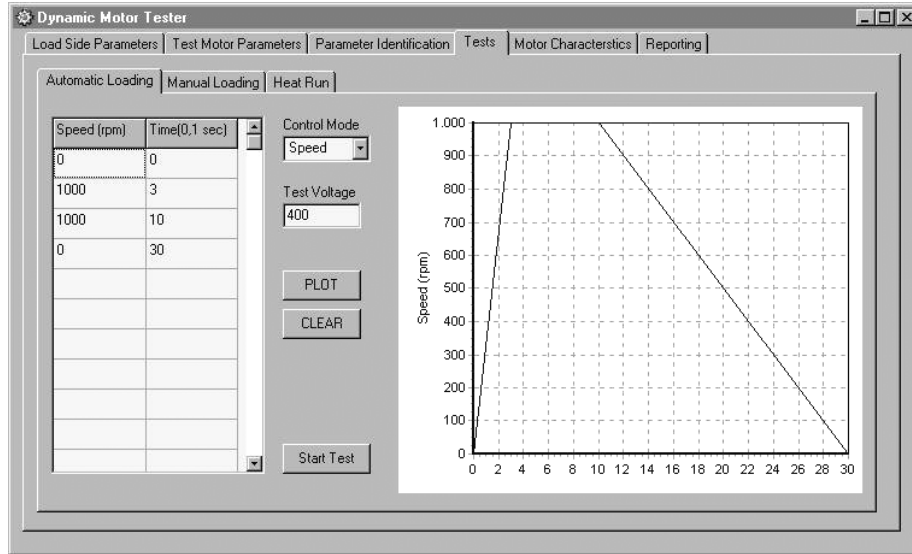 Dynamic Motor Tester
Load Side Parameters Test Motor Parameters Parameter Identification Tests Motor Characterstics Reporting
Automatic Loading Manual Loading Heat Run
Speed (rpm) Time(0,1 sec)
0 0
1000 3
1000 10
0 30
Control Mode
Speed
Test Voltage
400
PLOT
CLEAR
Start Test
Speed (rpm)
1.000
900
800
700
600
500
400
300
200
100
0
0 2 4 6 8 10 12 14 16 18 20 22 24 26 28 30